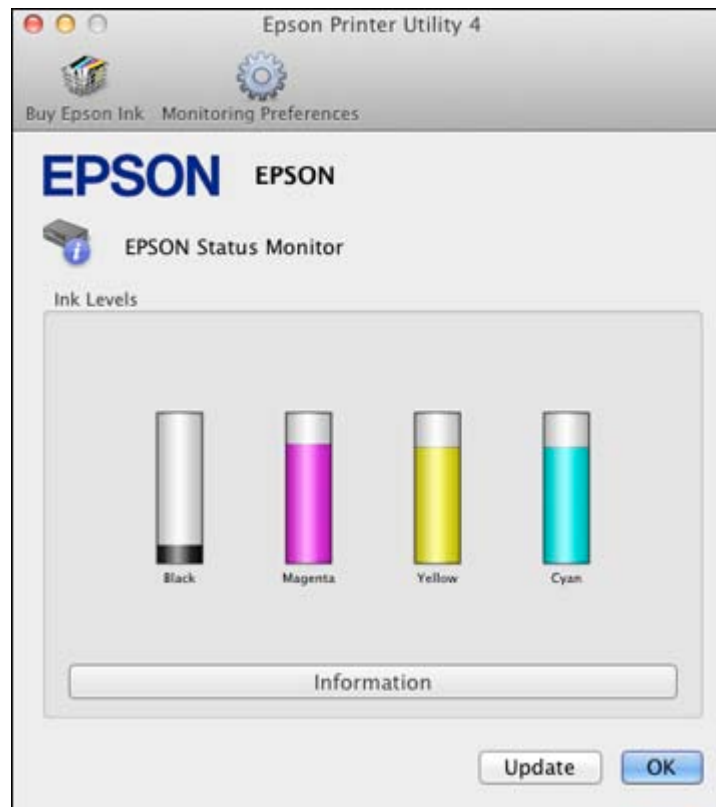 Epson Printer Utility 4
Buy Epson Ink Monitoring Preferences
EPSON EPSON
EPSON Status Monitor
Ink Levels
Black Magenta Yellow Cyan
Information
Update OK